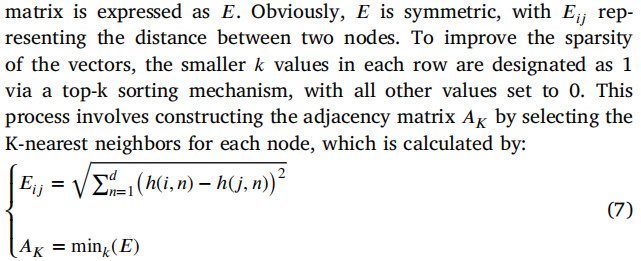 matrix is expressed as E. Obviously, E is symmetric, with E_{ij} rep-
resenting the distance between two nodes. To improve the sparsity
of the vectors, the smaller k values in each row are designated as 1
via a top-k sorting mechanism, with all other values set to 0. This
process involves constructing the adjacency matrix A_K by selecting the
K-nearest neighbors for each node, which is calculated by:
\begin{cases} E_{ij} = \sqrt{\sum_{n=1}^{d} (h(i, n) - h(j, n))^2} \\ A_K = \min_k(E) \end{cases} (7)